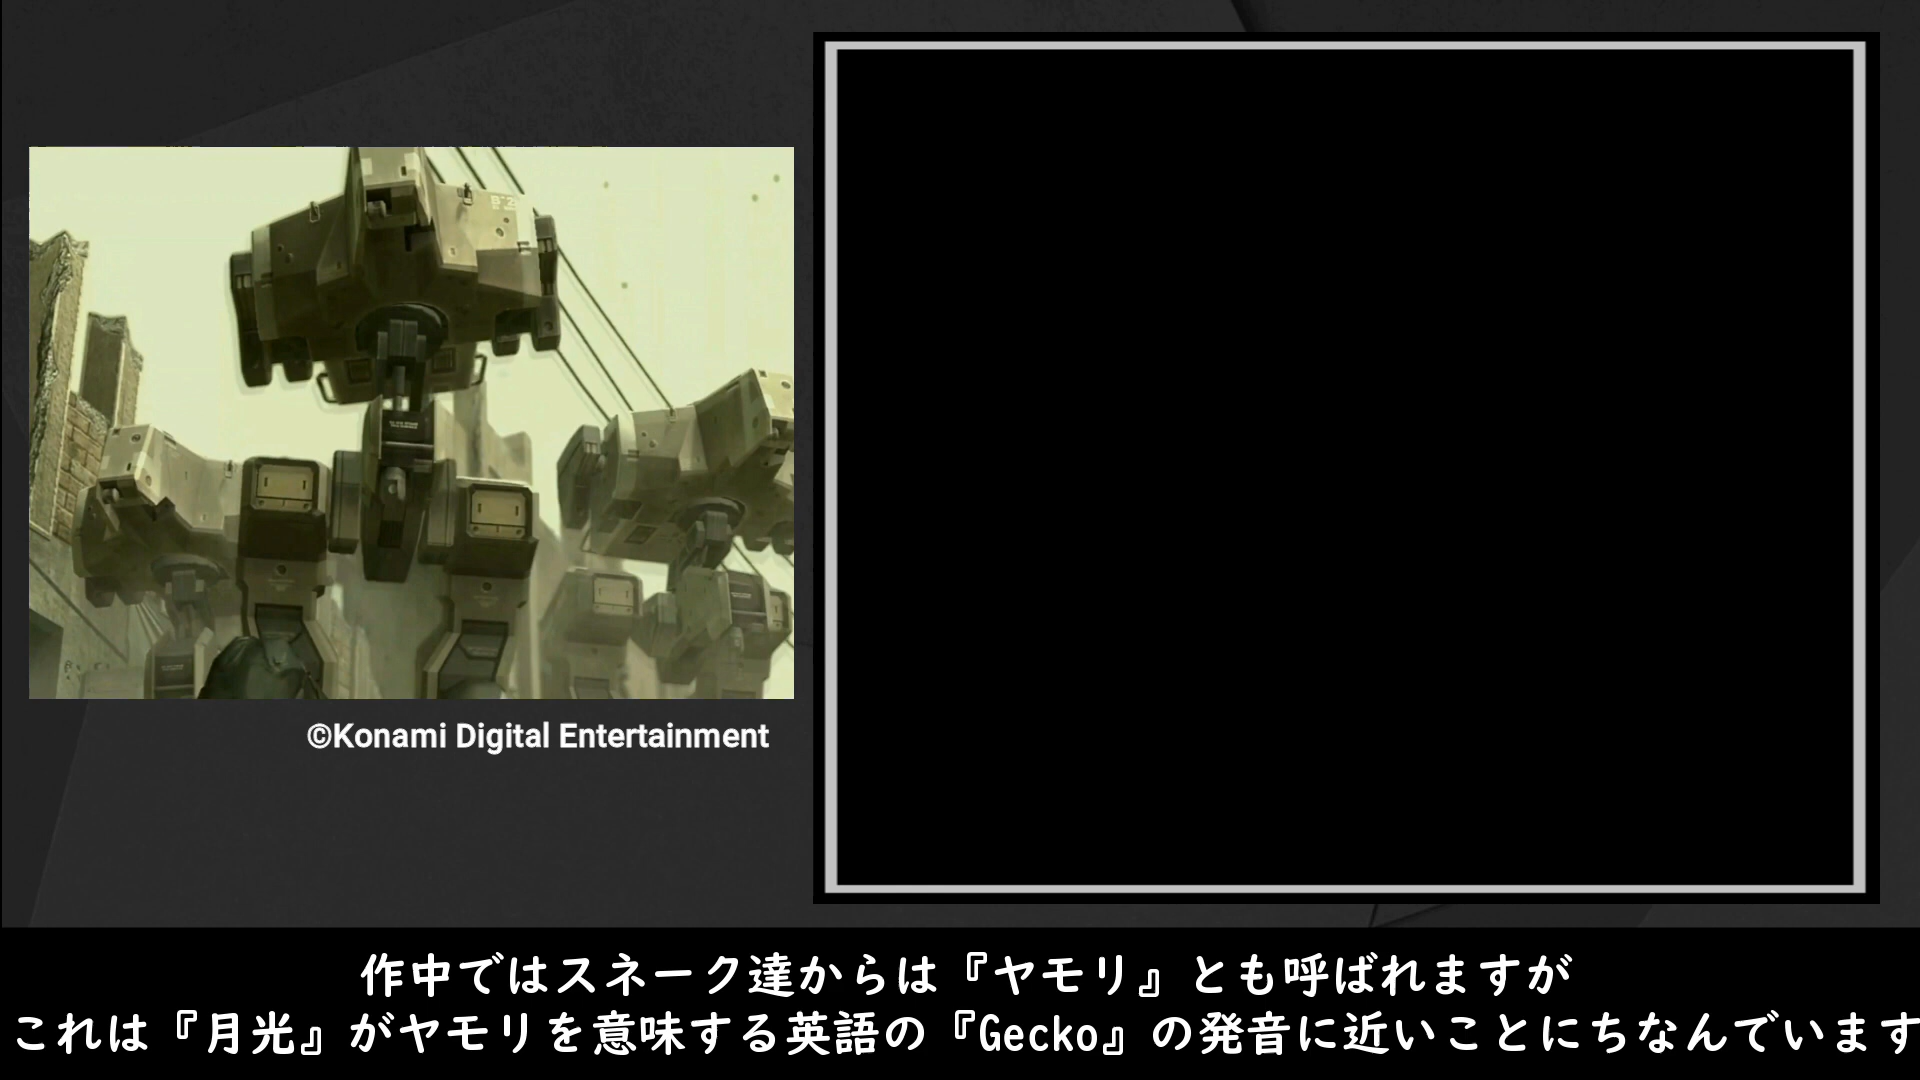 B'2
©Konami Digital Entertainment
作中ではスネーク達からは『ヤモリ』とも呼ばれますが
これは『月光』がヤモリを意味する英語の『Gecko』の発音に近いことにちなんでいます